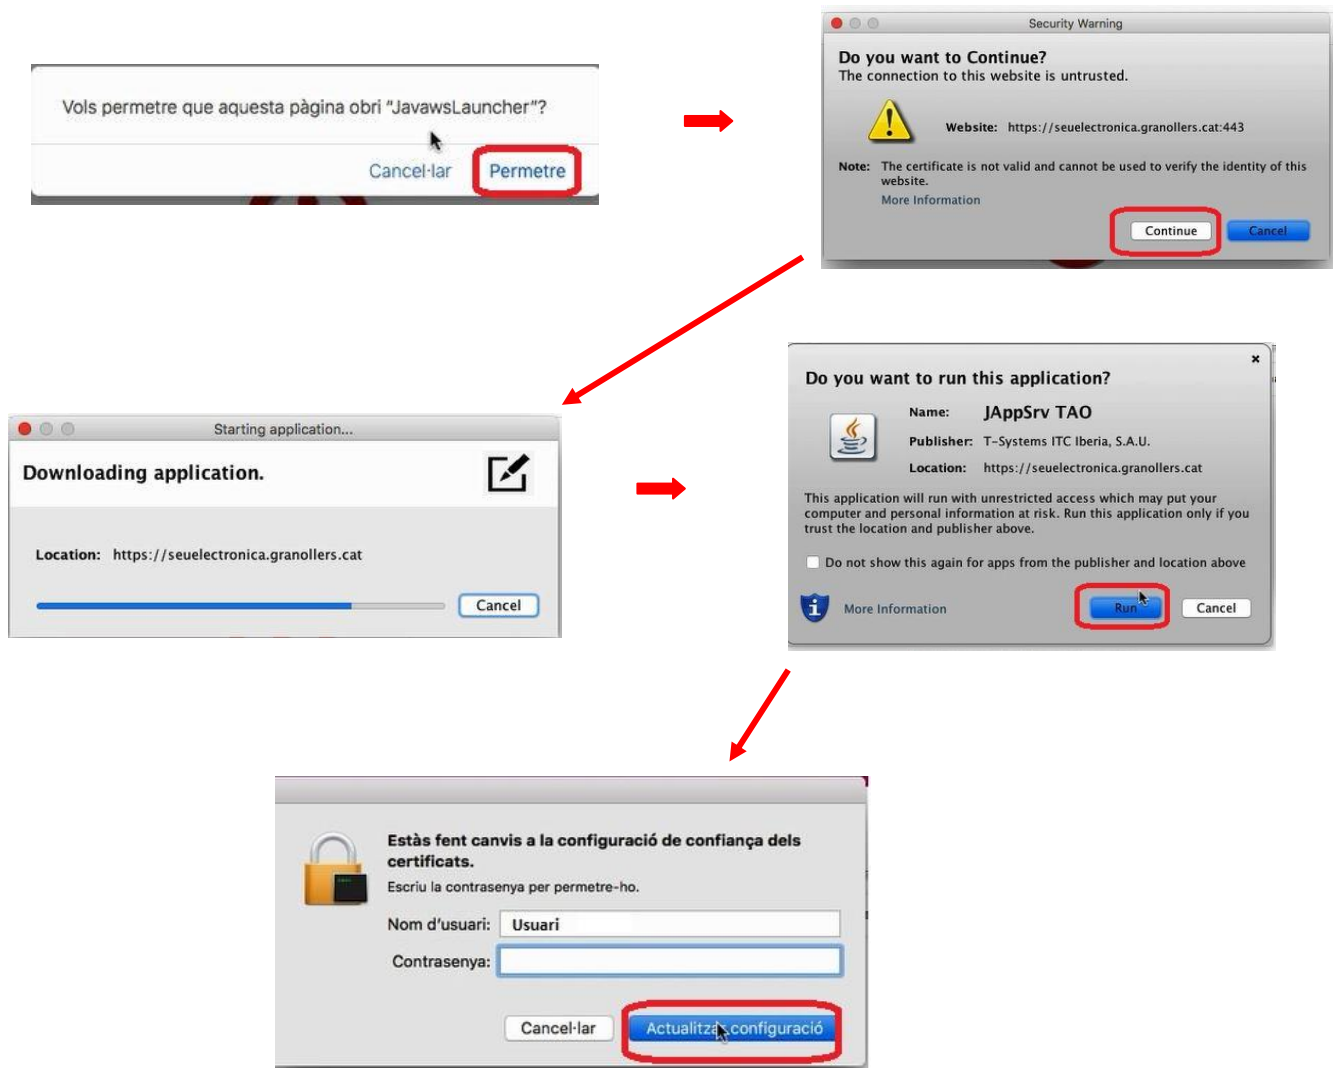 Vols permetre que aquesta pàgina obri "JavawsLauncher"?
Cancel·lar
Permetre
Security Warning
Do you want to Continue?
The connection to this website is untrusted.
Website: https://seuelectronica.granollers.cat:443
Note: The certificate is not valid and cannot be used to verify the identity of this
website.
More Information
Continue
Cancel
Starting application...
Downloading application.
Location: https://seuelectronica.granollers.cat
Cancel
Do you want to run this application?
Name: JAppSrv TAO
Publisher: T-Systems ITC Iberia, S.A.U.
Location: https://seuelectronica.granollers.cat
This application will run with unrestricted access which may put your
computer and personal information at risk. Run this application only if you
trust the location and publisher above.
Do not show this again for apps from the publisher and location above
More Information
Run
Cancel
Estàs fent canvis a la configuració de confiança dels
certificats.
Escriu la contrasenya per permetre-ho.
Nom d'usuari: Usuari
Contrasenya:
Cancel·lar
Actualitzar configuració